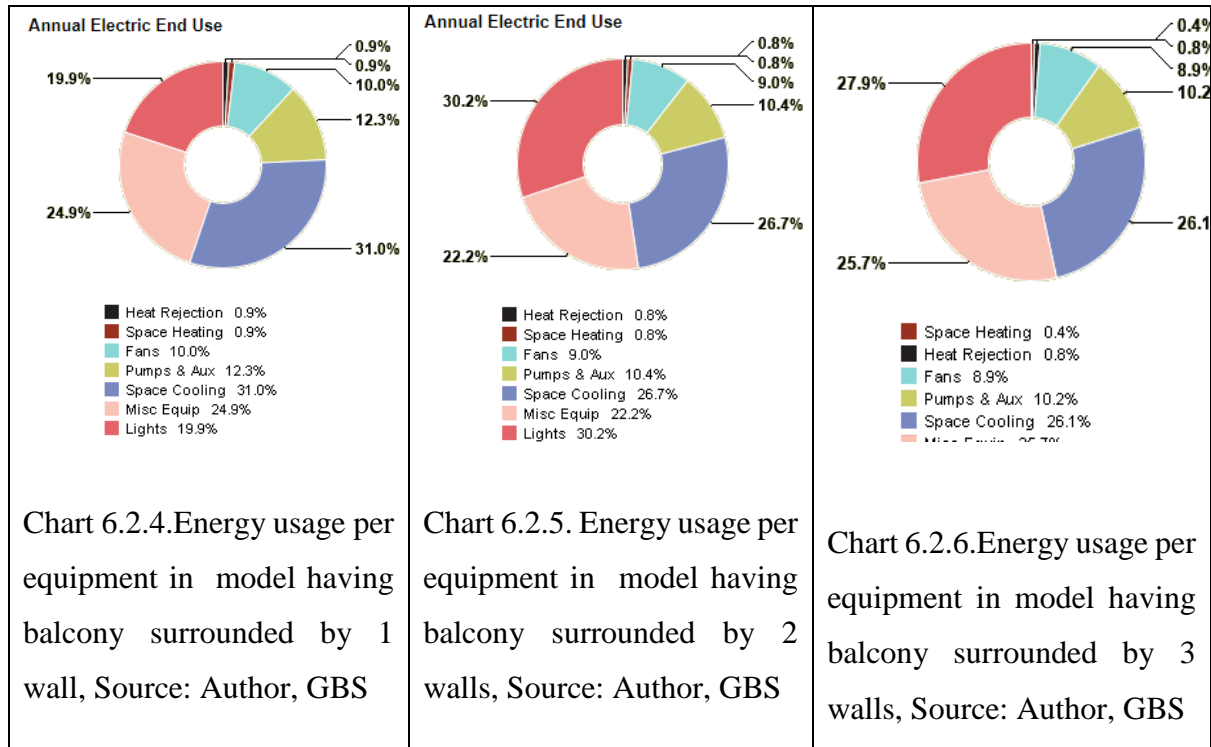 Annual Electric End Use
0.9%
0.9%
19.9%
10.0%
12.3%
24.9%
31.0%
Heat Rejection 0.9%
Space Heating 0.9%
Fans 10.0%
Pumps & Aux 12.3%
Space Cooling 31.0%
Misc Equip 24.9%
Lights 19.9%
Chart 6.2.4.Energy usage per
equipment in model having
balcony surrounded by 1
wall, Source: Author, GBS
Annual Electric End Use
0.8%
0.8%
9.0%
30.2%
10.4%
26.7%
22.2%
Heat Rejection 0.8%
Space Heating 0.8%
Fans 9.0%
Pumps & Aux 10.4%
Space Cooling 26.7%
Misc Equip 22.2%
Lights 30.2%
Chart 6.2.5. Energy usage per
equipment in model having
balcony surrounded by 2
walls, Source: Author, GBS
0.4%
0.8%
8.9%
27.9%
10.2
26.1
25.7%
Space Heating 0.4%
Heat Rejection 0.8%
Fans 8.9%
Pumps & Aux 10.2%
Space Cooling 26.1%
Misc Equip 25.7%
Chart 6.2.6.Energy usage per
equipment in model having
balcony surrounded by 3
walls, Source: Author, GBS